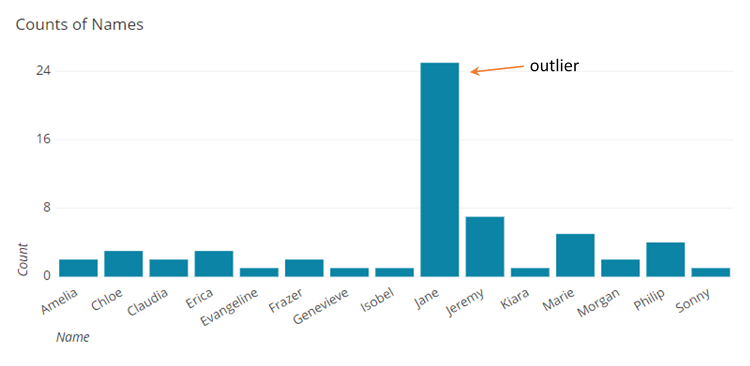 Counts of Names
outlier
24
16
8
0
Count
Amelia
Chloe
Claudia
Erica
Evangeline
Frazer
Genevieve
Isobel
Jane
Jeremy
Kiara
Marie
Morgan
Philip
Sonny
Name